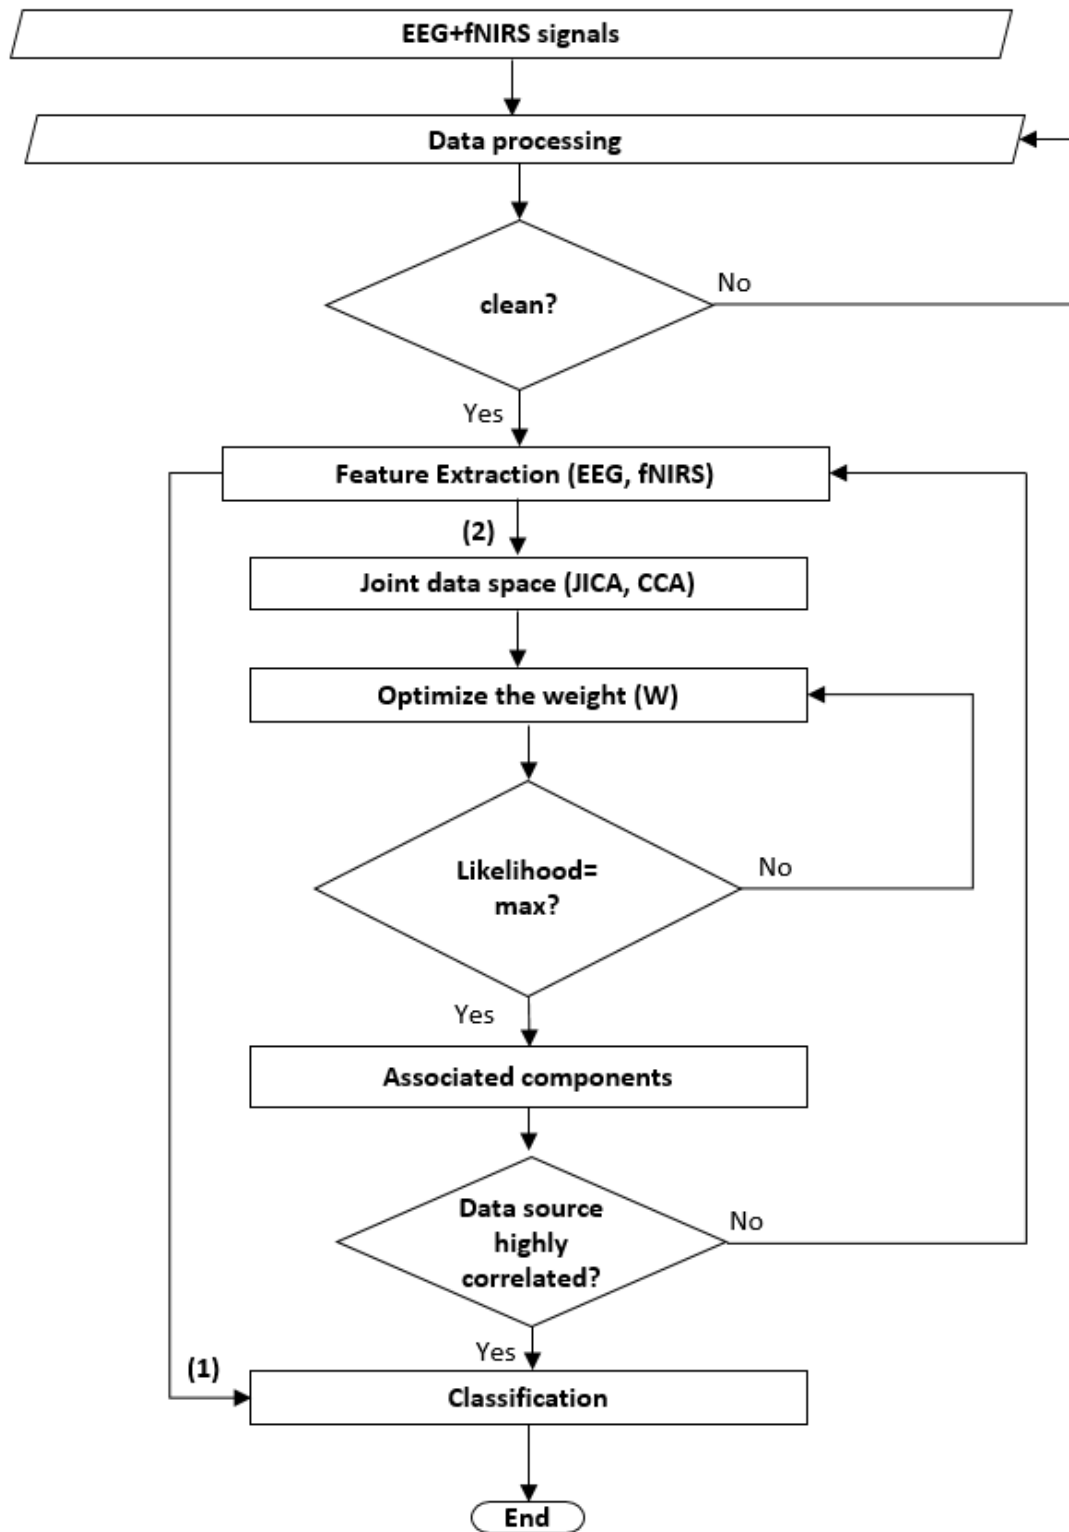 EEG+fNIRS signals
Data processing
clean?
No
Yes
Feature Extraction (EEG, fNIRS)
(2)
Joint data space (JICA, CCA)
Optimize the weight (W)
Likelihood=
max?
No
Yes
Associated components
Data source
highly
correlated?
No
Yes
(1)
Classification
End